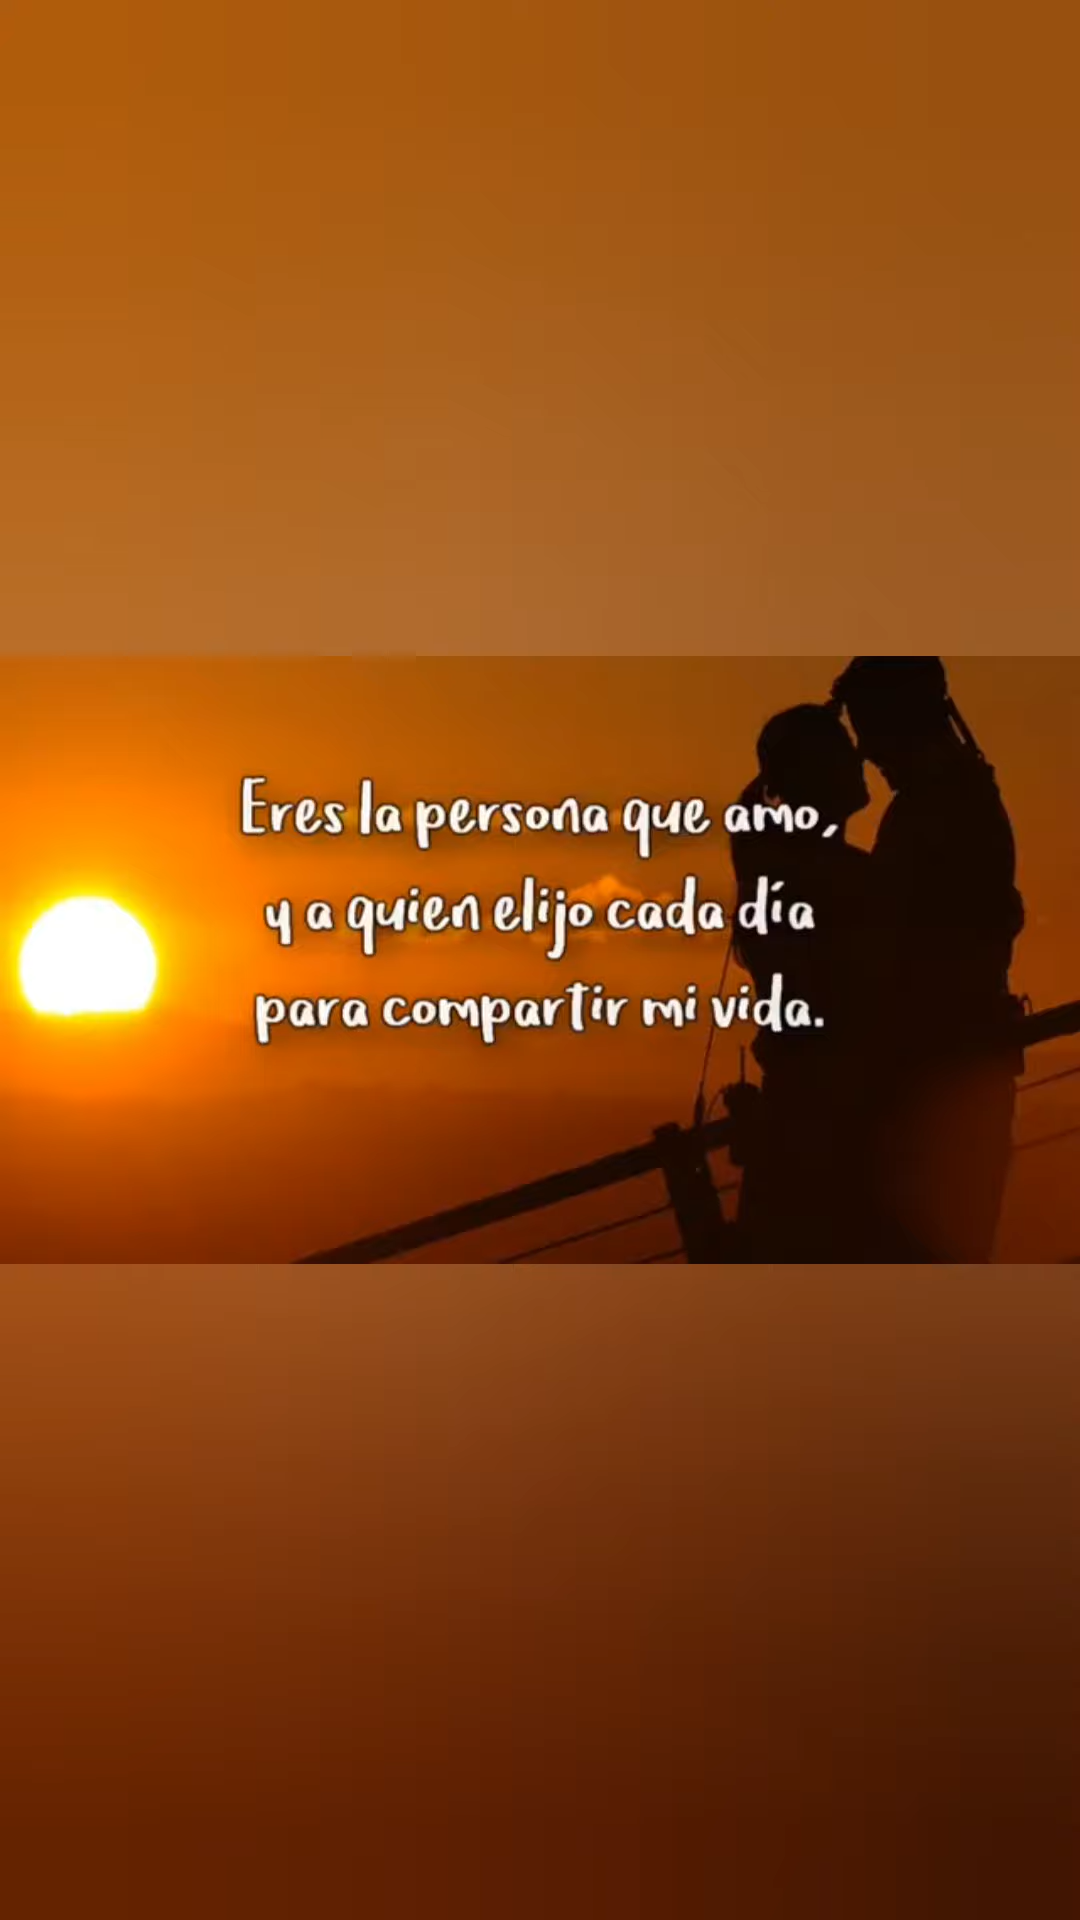 Eres la persona que amo,
y a quien elijo cada día
para compartir mi vida.